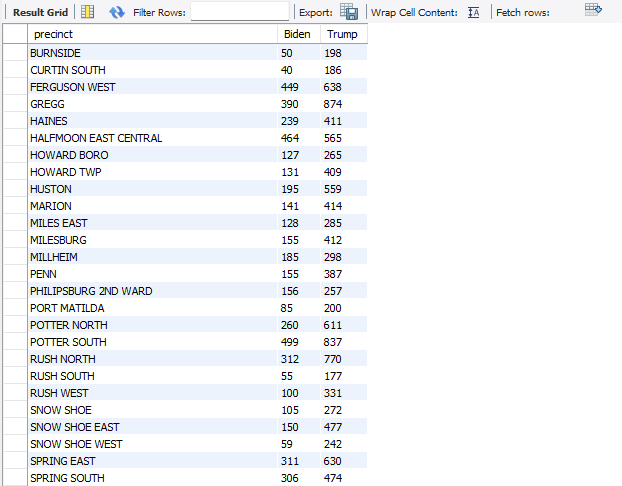 Result Grid Filter Rows: Export: Wrap Cell Content: Fetch rows:
precinct Biden Trump
BURNSIDE 50 198
CURTIN SOUTH 40 186
FERGUSON WEST 449 638
GREGG 390 874
HAINES 239 411
HALFMOON EAST CENTRAL 464 565
HOWARD BORO 127 265
HOWARD TWP 131 409
HUSTON 195 559
MARION 141 414
MILES EAST 128 285
MILESBURG 155 412
MILLHEIM 185 298
PENN 155 387
PHILIPSBURG 2ND WARD 156 257
PORT MATILDA 85 200
POTTER NORTH 260 611
POTTER SOUTH 499 837
RUSH NORTH 312 770
RUSH SOUTH 55 177
RUSH WEST 100 331
SNOW SHOE 105 272
SNOW SHOE EAST 150 477
SNOW SHOE WEST 59 242
SPRING EAST 311 630
SPRING SOUTH 306 474